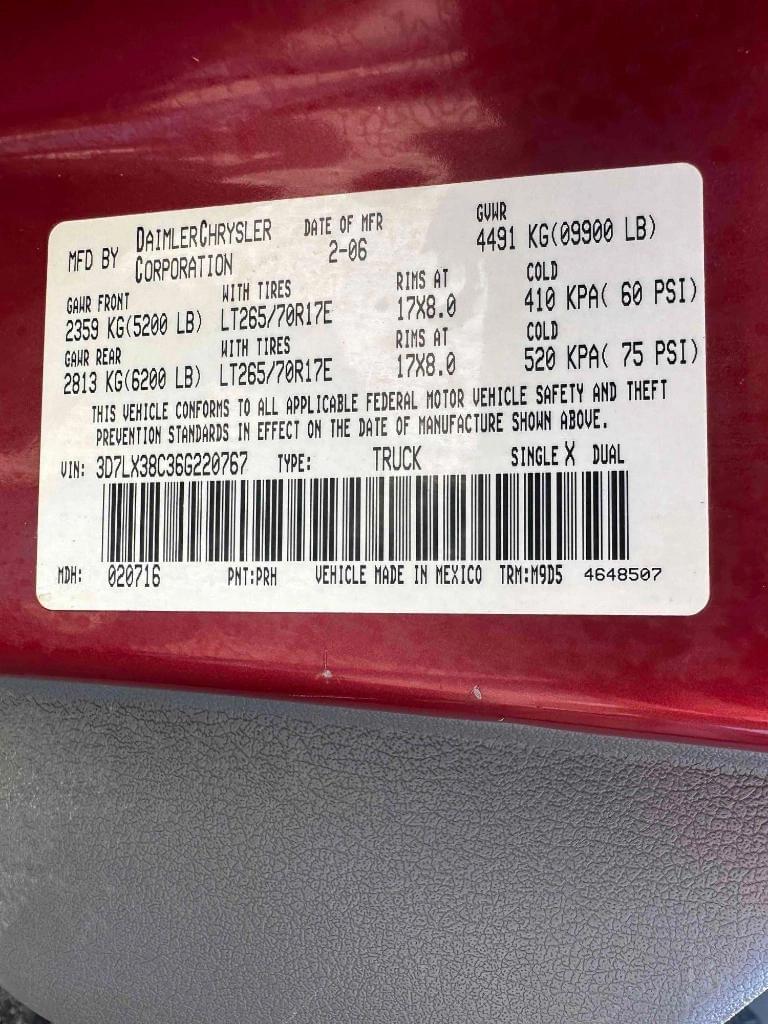 MFD BY DAIMLERCHRYSLER CORPORATION DATE OF MFR 2-06 GVWR 4491 KG(09900 LB)
GAWR FRONT WITH TIRES RIMS AT COLD
2359 KG(5200 LB) LT265/70R17E 17X8.0 410 KPA( 60 PSI)
GAWR REAR WITH TIRES RIMS AT COLD
2813 KG(6200 LB) LT265/70R17E 17X8.0 520 KPA( 75 PSI)
THIS VEHICLE CONFORMS TO ALL APPLICABLE FEDERAL MOTOR VEHICLE SAFETY AND THEFT
PREVENTION STANDARDS IN EFFECT ON THE DATE OF MANUFACTURE SHOWN ABOVE.
VIN: 3D7LX38C36G220767 TYPE: TRUCK SINGLE X DUAL
MDH: 020716 PNT:PRH VEHICLE MADE IN MEXICO TRM:M9D5 4648507